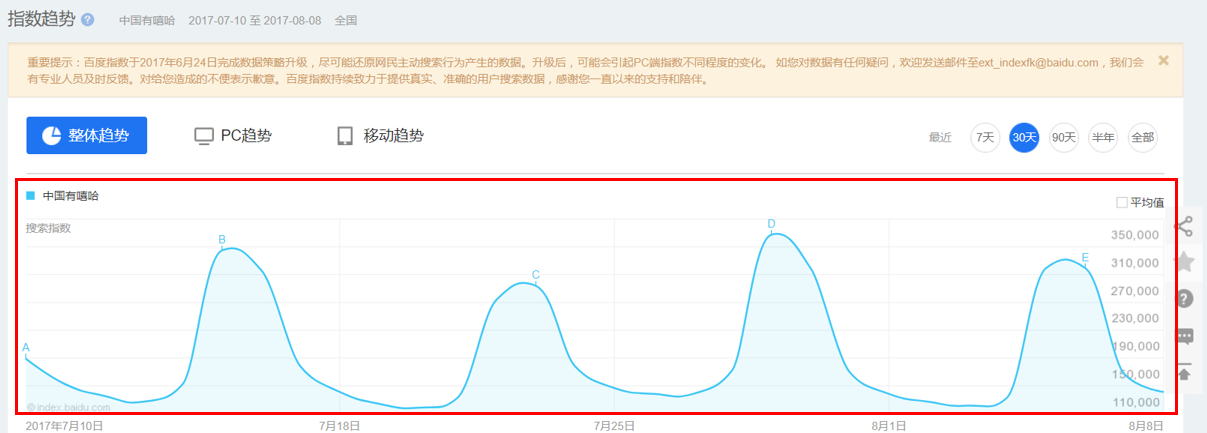 指数趋势 ? 中国有嘻哈 2017-07-10 至 2017-08-08 全国
重要提示：百度指数于2017年6月24日完成数据策略升级，尽可能还原网民主动搜索行为产生的数据。升级后，可能会引起PC端指数不同程度的变化。 如您对数据有任何疑问，欢迎发送邮件至ext_indexfk@baidu.com，我们会
有专业人员及时反馈。对给您造成的不便表示歉意。百度指数持续致力于提供真实、准确的用户搜索数据，感谢您一直以来的支持和陪伴。
整体趋势 PC趋势 移动趋势 最近 7天 30天 90天 半年 全部
中国有嘻哈 平均值
搜索指数
350,000
310,000
270,000
230,000
190,000
150,000
110,000
A
B
C
D
E
?
©index.baidu.com
2017年7月10日 7月18日 7月25日 8月1日 8月8日